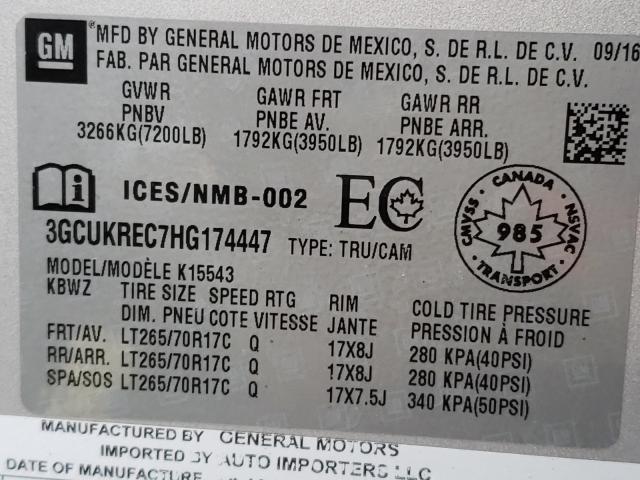 GM
MFD BY GENERAL MOTORS DE MEXICO, S. DE R.L. DE C.V. 09/16
FAB. PAR GENERAL MOTORS DE MEXICO, S. DE R.L. DE C.V.
GVWR GAWR FRT GAWR RR
PNBV PNBE AV. PNBE ARR.
3266KG(7200LB) 1792KG(3950LB) 1792KG(3950LB)
ICES/NMB-002 EC
CANADA
CMVSS 985 NSVAC
TRANSPORT
3GCUKREC7HG174447 TYPE: TRU/CAM
MODEL/MODÈLE K15543
KBWZ TIRE SIZE SPEED RTG RIM COLD TIRE PRESSURE
DIM. PNEU COTE VITESSE JANTE PRESSION À FROID
FRT/AV. LT265/70R17C Q 17X8J 280 KPA(40PSI)
RR/ARR. LT265/70R17C Q 17X8J 280 KPA(40PSI)
SPA/SOS LT265/70R17C Q 17X7.5J 340 KPA(50PSI)
MANUFACTURED BY GENERAL MOTORS
IMPORTED BY AUTO IMPORTERS LLC
DATE OF MANUFACTURE